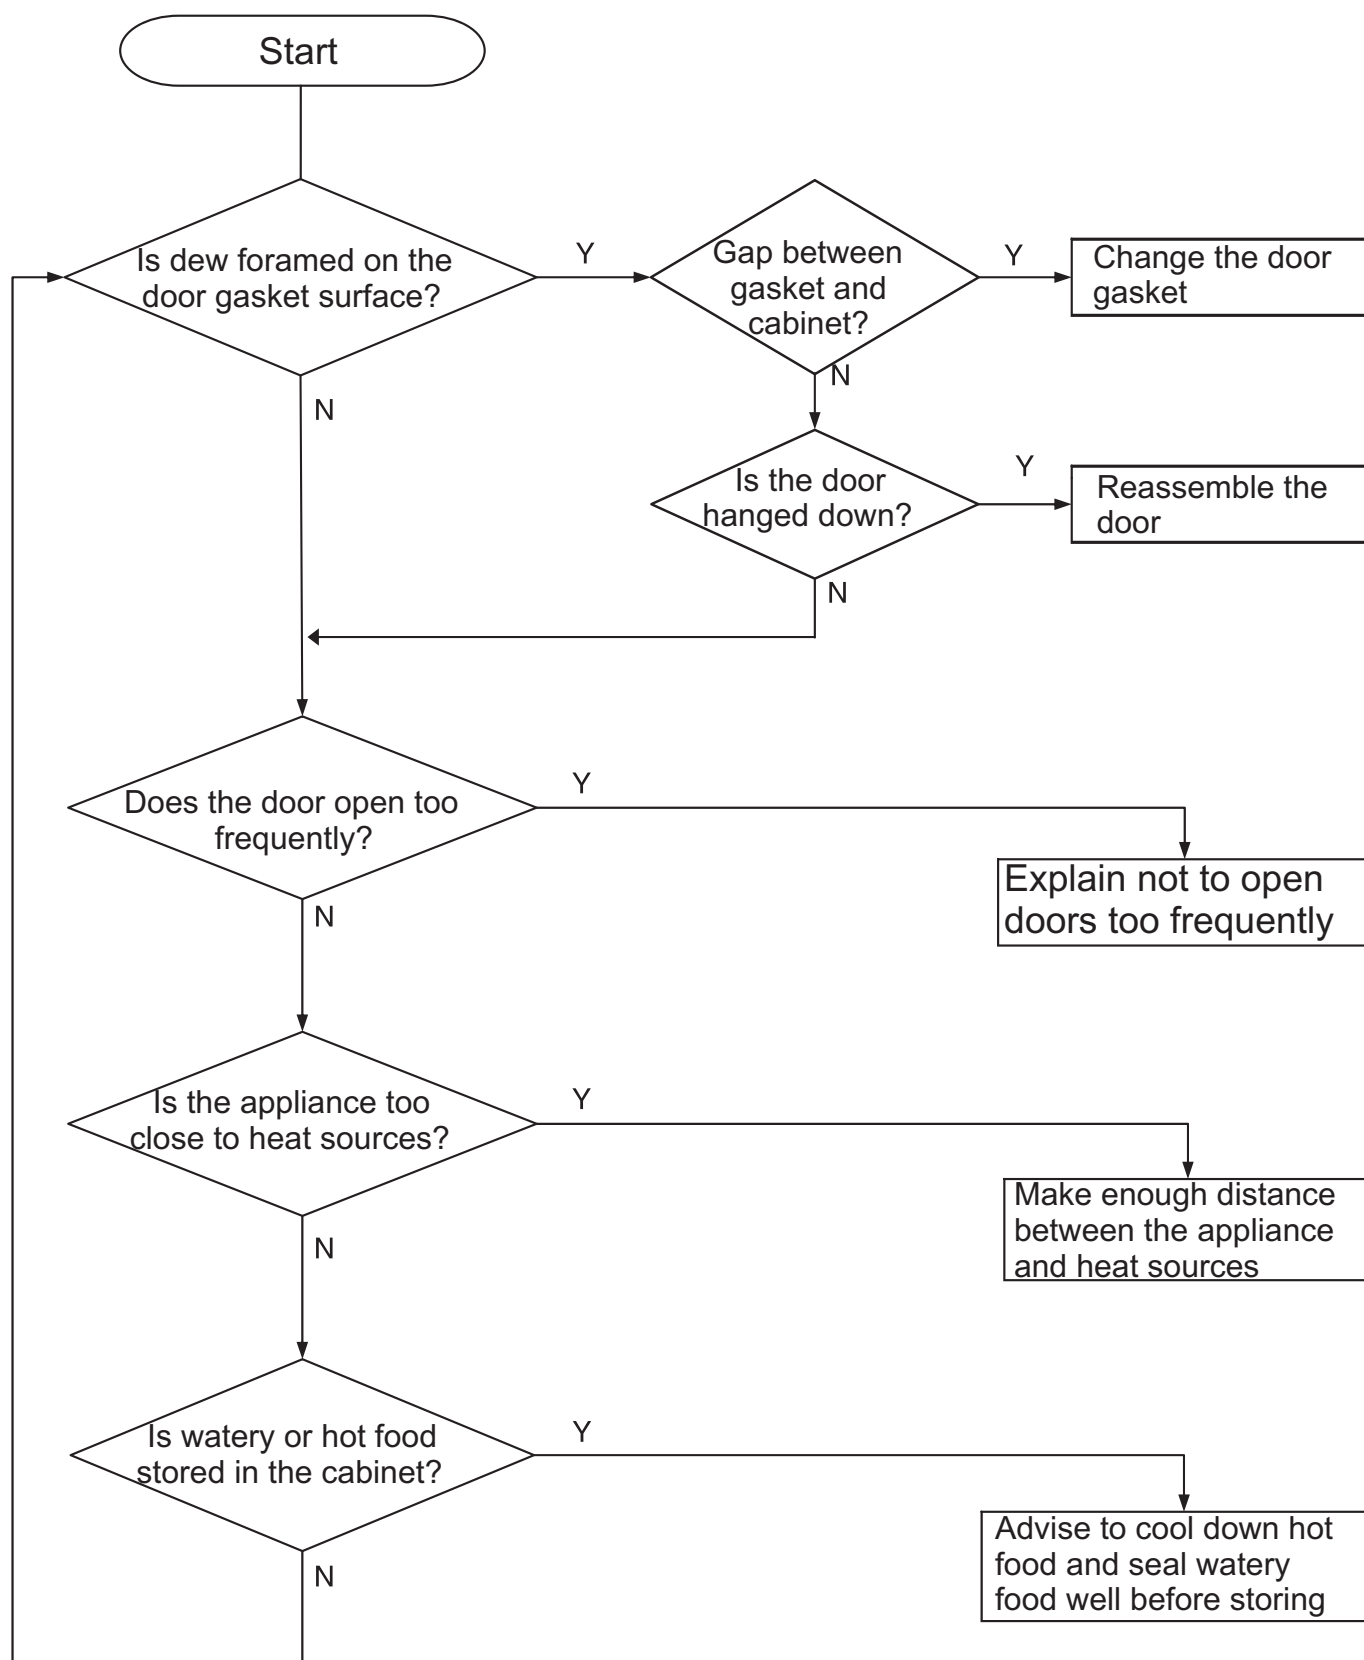 Start
Is dew foramed on the
door gasket surface?
Y
Gap between
gasket and
cabinet?
Y
Change the door
gasket
N
N
Is the door
hanged down?
Y
Reassemble the
door
N
Does the door open too
frequently?
Y
Explain not to open
doors too frequently
N
Is the appliance too
close to heat sources?
Y
Make enough distance
between the appliance
and heat sources
N
Is watery or hot food
stored in the cabinet?
Y
Advise to cool down hot
food and seal watery
food well before storing
N